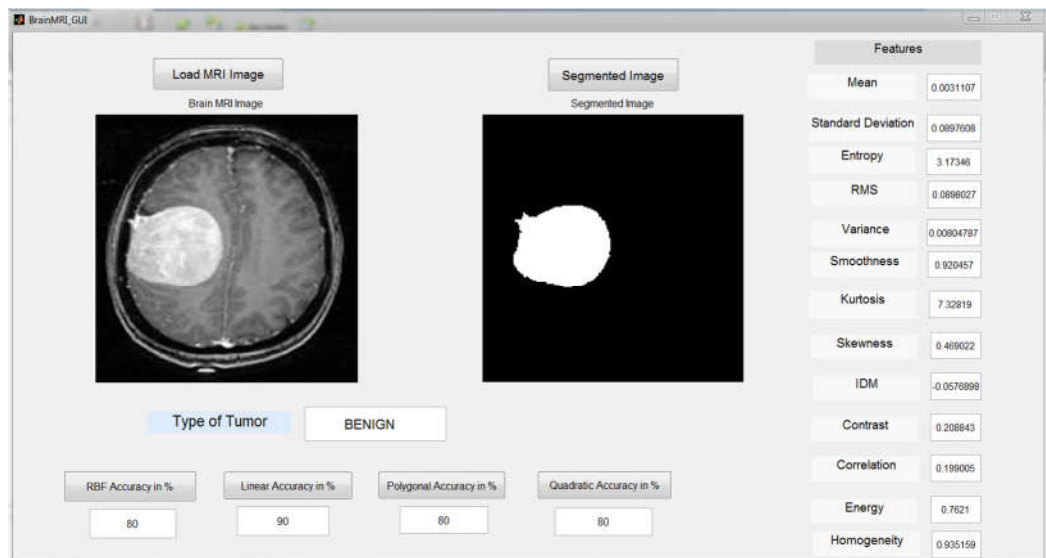 BrainMRI_GUI
Load MRI Image
Brain MRI Image
Segmented Image
Segmented Image
Type of Tumor
BENIGN
RBF Accuracy in %
80
Linear Accuracy in %
90
Polygonal Accuracy in %
80
Quadratic Accuracy in %
80
Features
Mean
0.0031107
Standard Deviation
0.0897608
Entropy
3.17346
RMS
0.0898027
Variance
0.00804787
Smoothness
0.920457
Kurtosis
7.32819
Skewness
0.469022
IDM
-0.0576898
Contrast
0.208843
Correlation
0.199005
Energy
0.7621
Homogeneity
0.935159